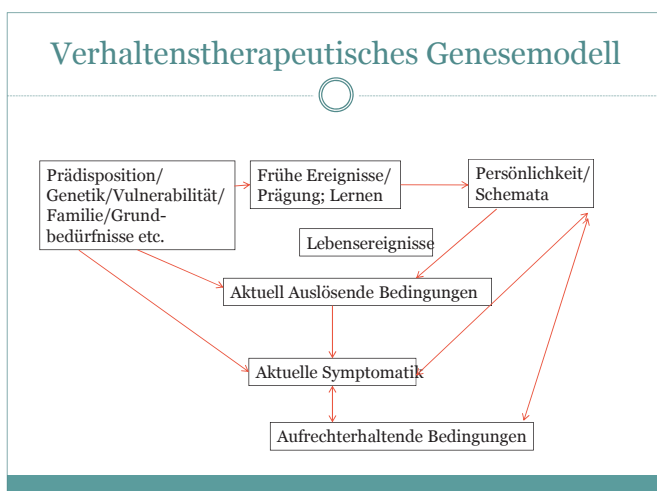 Verhaltenstherapeutisches Genesemodell
Prädisposition/
Genetik/Vulnerabilität/
Familie/Grund-
bedürfnisse etc.
Frühe Ereignisse/
Prägung; Lernen
Persönlichkeit/
Schemata
Lebensereignisse
Aktuell Auslösende Bedingungen
Aktuelle Symptomatik
Aufrechterhaltende Bedingungen